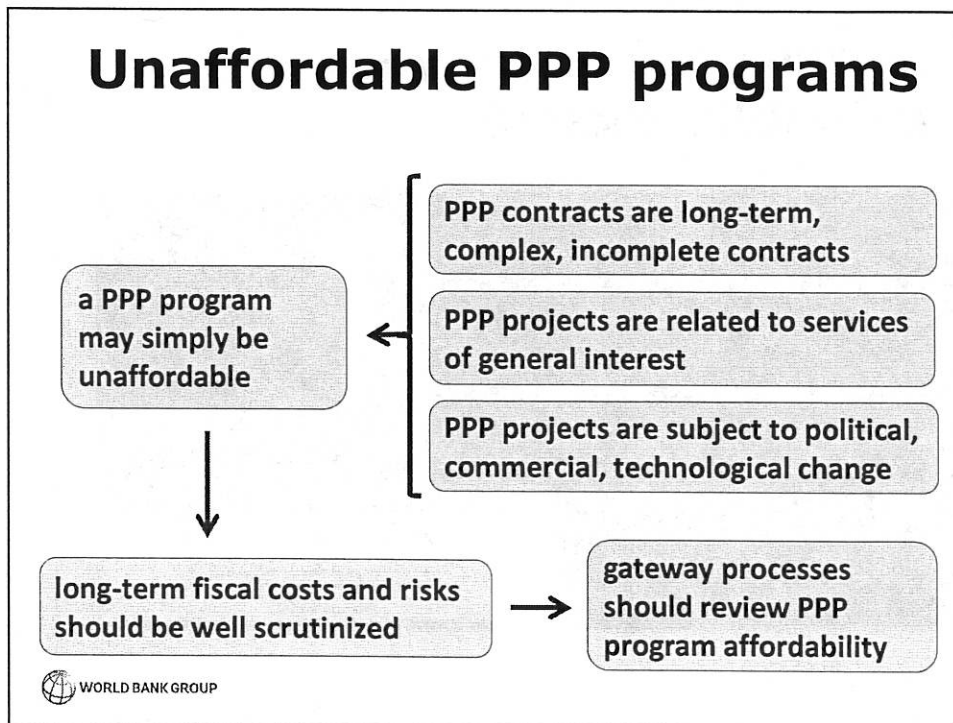 Unaffordable PPP programs
PPP contracts are long-term,
complex, incomplete contracts
a PPP program
may simply be
unaffordable
PPP projects are related to services
of general interest
PPP projects are subject to political,
commercial, technological change
long-term fiscal costs and risks
should be well scrutinized
gateway processes
should review PPP
program affordability
WORLD BANK GROUP